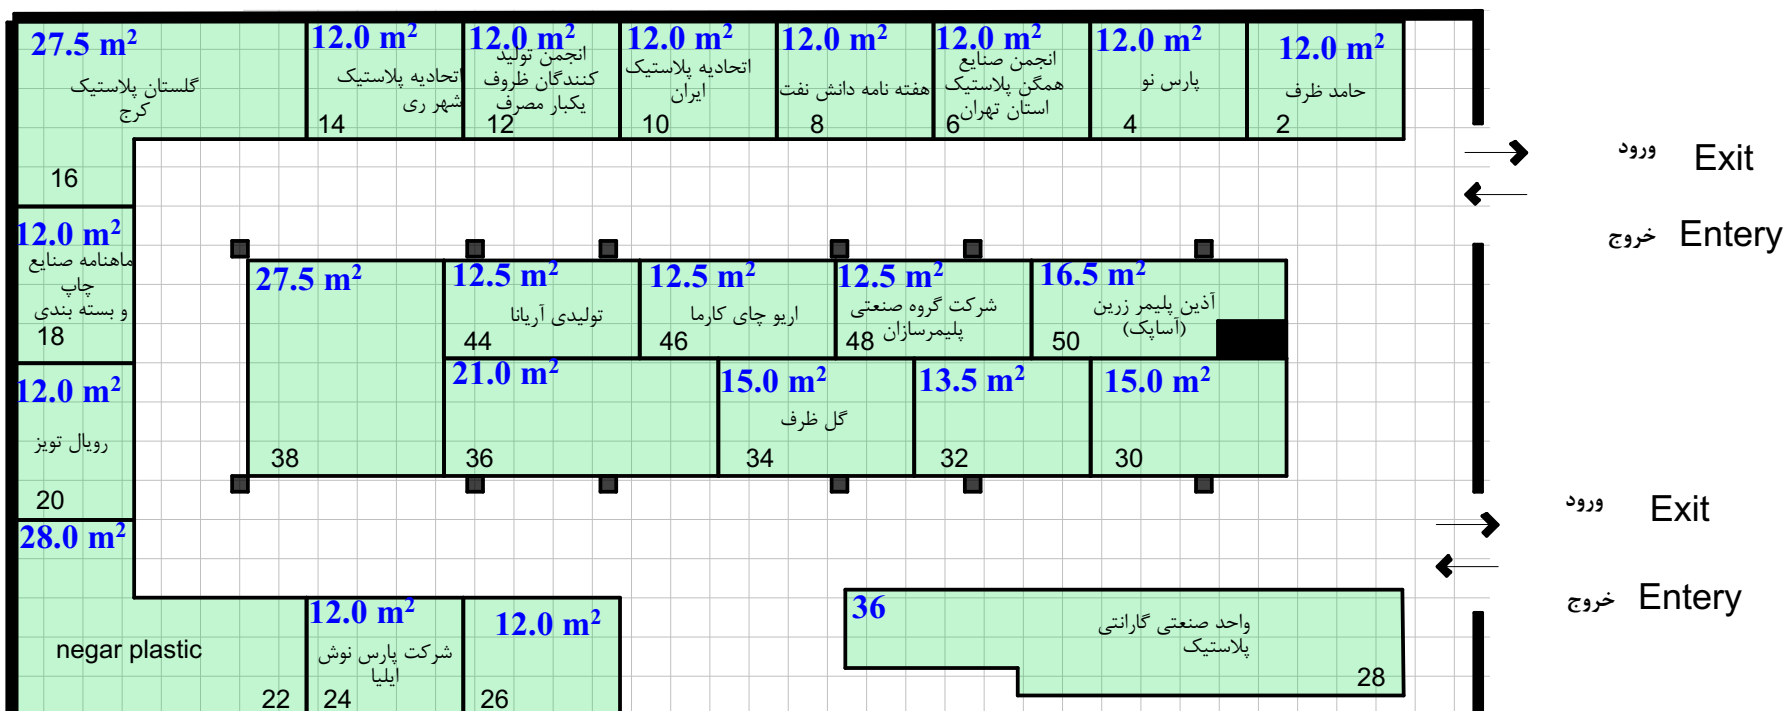 27.5 m²
گلستان پلاستیک
کرج
16
12.0 m²
اتحادیه پلاستیک
شهر ری
14
12.0 m²
انجمن تولید
کنندگان ظروف
یکبار مصرف
12
12.0 m²
اتحادیه پلاستیک
ایران
10
12.0 m²
هفته نامه دانش نفت
8
12.0 m²
انجمن صنایع
همگن پلاستیک
استان تهران
6
12.0 m²
پارس نو
4
12.0 m²
حامد ظرف
2
ورود Exit
خروج Entery
12.0 m²
ماهنامه صنایع
چاپ
و بسته بندی
18
27.5 m²
38
12.5 m²
تولیدی آریانا
44
12.5 m²
اریو چای کارما
46
12.5 m²
شرکت گروه صنعتی
پلیمرسازان
48
16.5 m²
آذین پلیمر زرین
(آساپک)
50
12.0 m²
رویال تویز
20
21.0 m²
36
15.0 m²
گل ظرف
34
13.5 m²
32
15.0 m²
30
ورود Exit
خروج Entery
28.0 m²
negar plastic
22
12.0 m²
شرکت پارس نوش
ایلیا
24
12.0 m²
26
36
واحد صنعتی گارانتی
پلاستیک
28